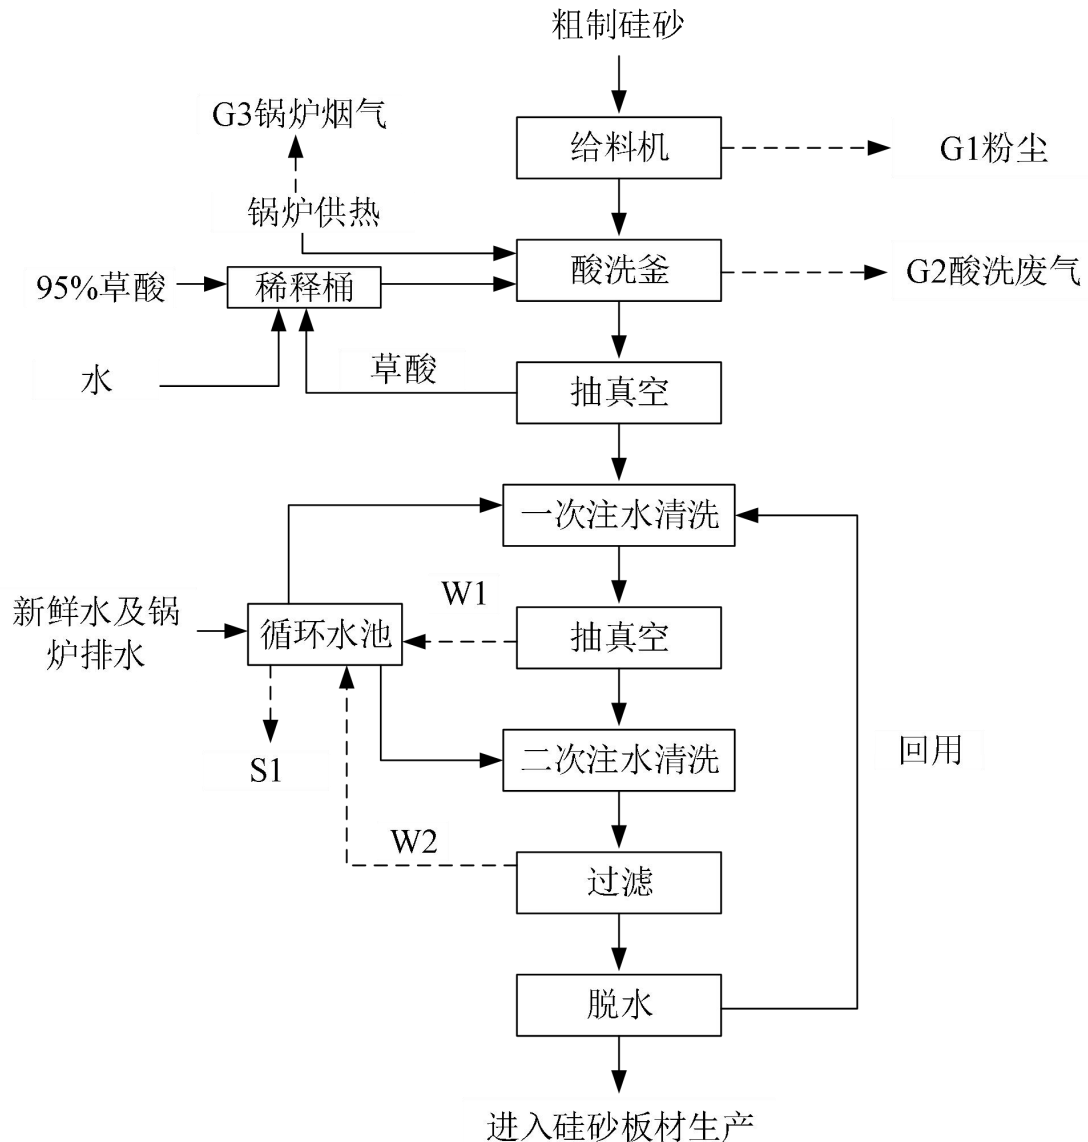 粗制硅砂
G3锅炉烟气
给料机
G1粉尘
锅炉供热
酸洗釜
G2酸洗废气
95%草酸
稀释桶
水
草酸
抽真空
一次注水清洗
W1
新鲜水及锅
炉排水
循环水池
抽真空
S1
二次注水清洗
回用
W2
过滤
脱水
进入硅砂板材生产